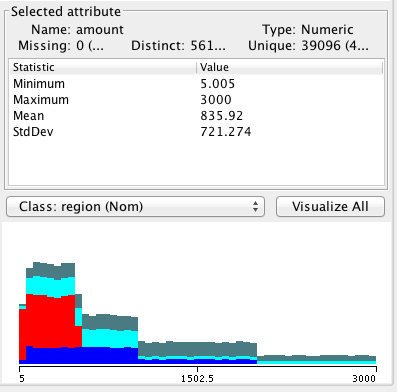 Selected attribute
Name: amount Type: Numeric
Missing: 0 (... Distinct: 561... Unique: 39096 (4...
Statistic Value
Minimum 5.005
Maximum 3000
Mean 835.92
StdDev 721.274
Class: region (Nom) Visualize All
5 1502.5 3000